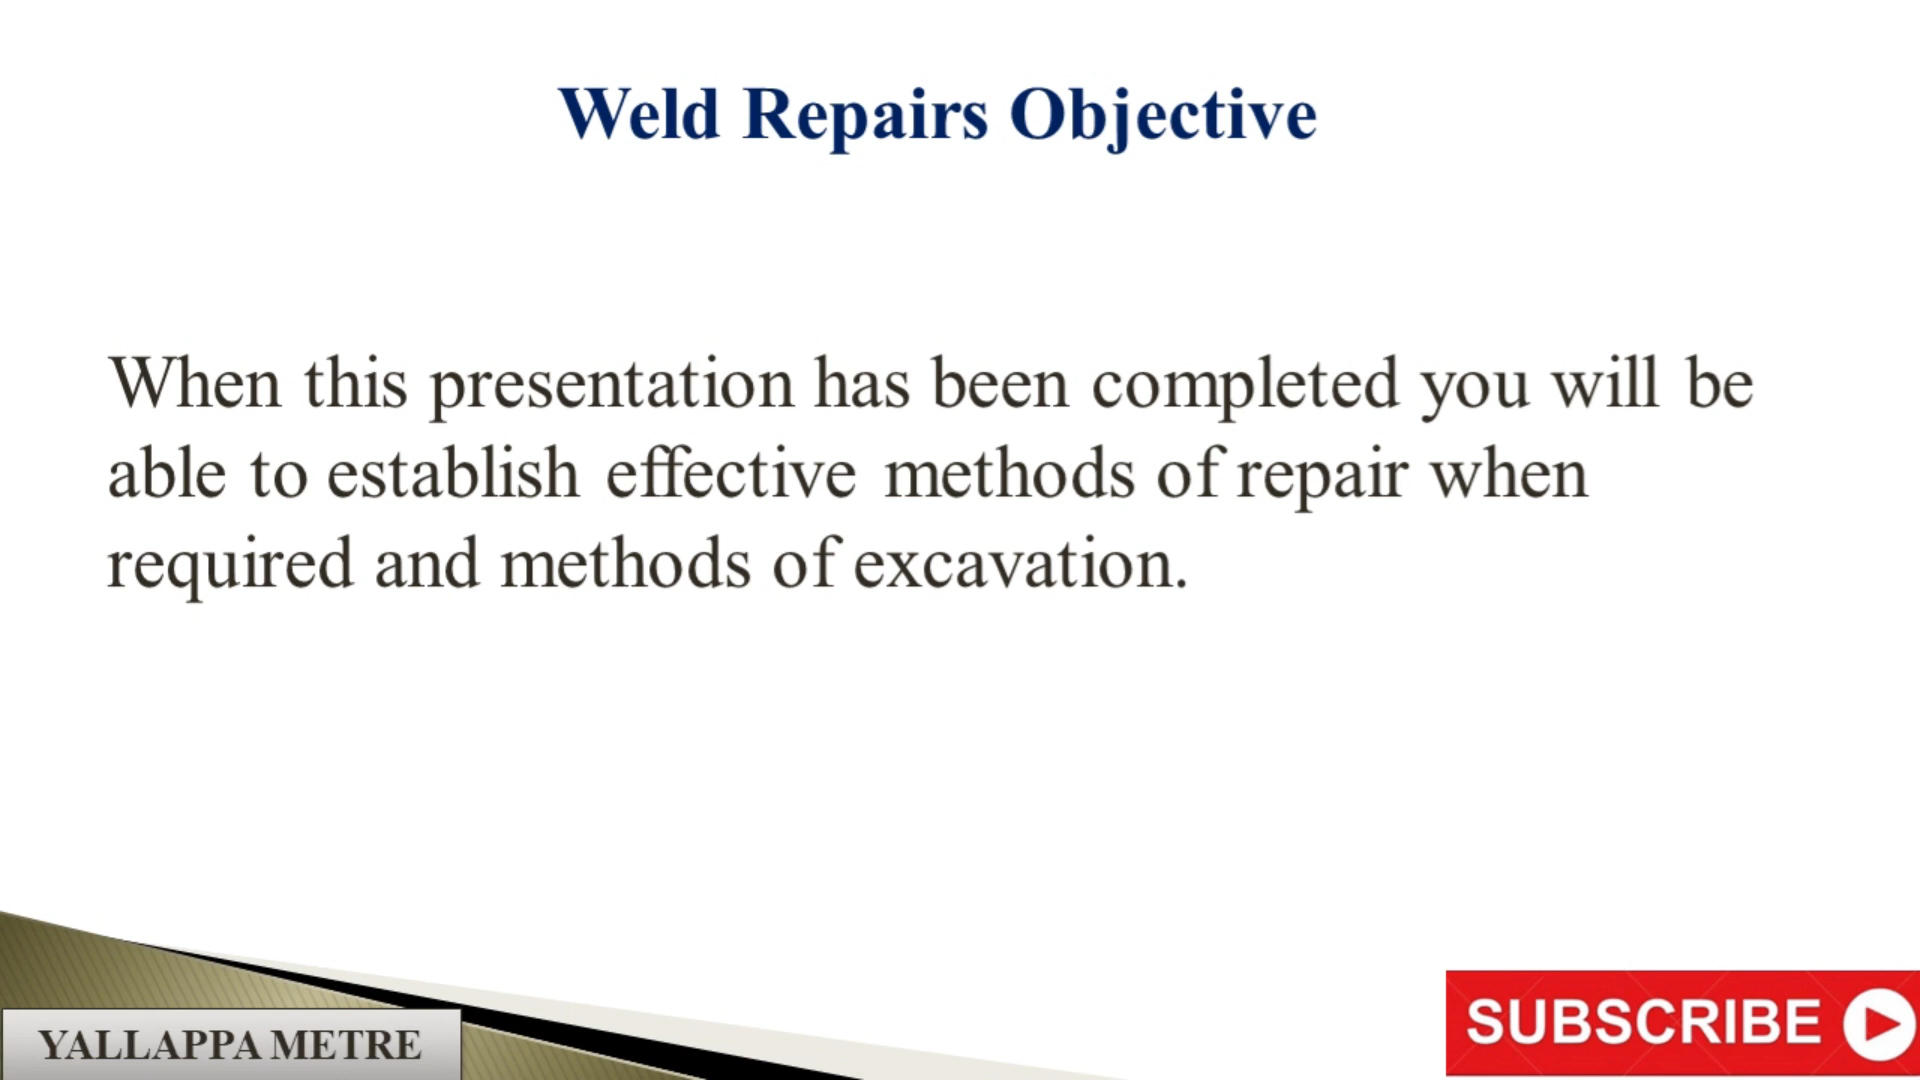 Weld Repairs Objective
When this presentation has been completed you will be
able to establish effective methods of repair when
required and methods of excavation.
YALLAPPA METRE
SUBSCRIBE